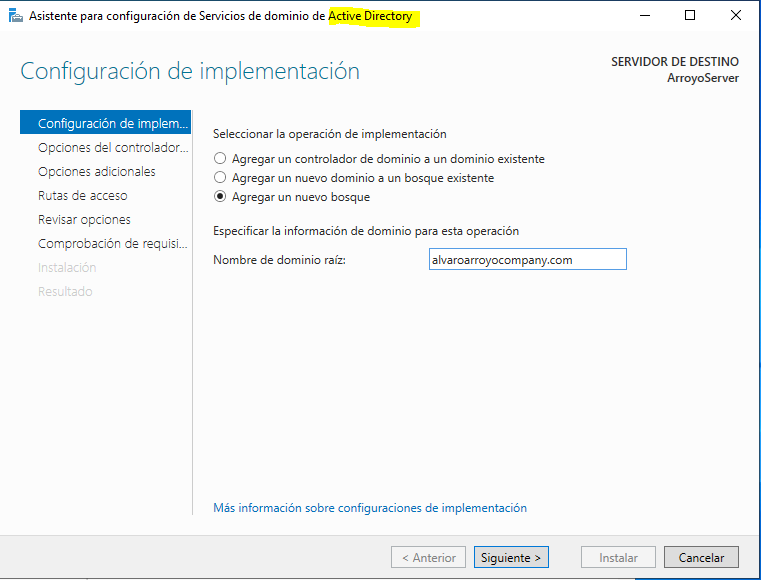 Asistente para configuración de Servicios de dominio de Active Directory
Configuración de implementación
SERVIDOR DE DESTINO
ArroyoServer
Configuración de implem...
Opciones del controlador...
Opciones adicionales
Rutas de acceso
Revisar opciones
Comprobación de requisi...
Instalación
Resultado
Seleccionar la operación de implementación
Agregar un controlador de dominio a un dominio existente
Agregar un nuevo dominio a un bosque existente
Agregar un nuevo bosque
Especificar la información de dominio para esta operación
Nombre de dominio raíz: alvaroarroyocompany.com
Más información sobre configuraciones de implementación
< Anterior Siguiente > Instalar Cancelar